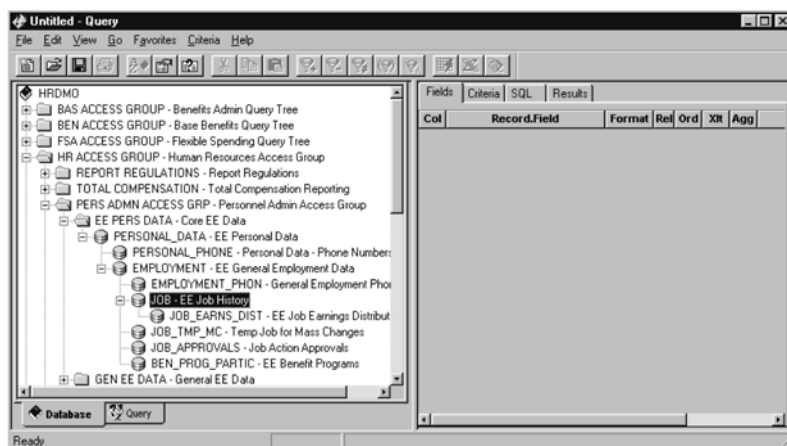 Untitled - Query
File Edit View Go Favorites Criteria Help
HRDMO
BAS ACCESS GROUP - Benefits Admin Query Tree
BEN ACCESS GROUP - Base Benefits Query Tree
FSA ACCESS GROUP - Flexible Spending Query Tree
HR ACCESS GROUP - Human Resources Access Group
REPORT REGULATIONS - Report Regulations
TOTAL COMPENSATION - Total Compensation Reporting
PERS ADMN ACCESS GRP - Personnel Admin Access Group
EE PERS DATA - Core EE Data
PERSONAL_DATA - EE Personal Data
PERSONAL_PHONE - Personal Data - Phone Numbers
EMPLOYMENT - EE General Employment Data
EMPLOYMENT_PHON - General Employment Phor
JOB - EE Job History
JOB_EARNS_DIST - EE Job Earnings Distribut
JOB_TMP_MC - Temp Job for Mass Changes
JOB_APPROVALS - Job Action Approvals
BEN_PROG_PARTIC - EE Benefit Programs
GEN EE DATA - General EE Data
Database Query
Fields Criteria SQL Results
Col Record.Field Format Rel Ord Xlt Agg
Ready